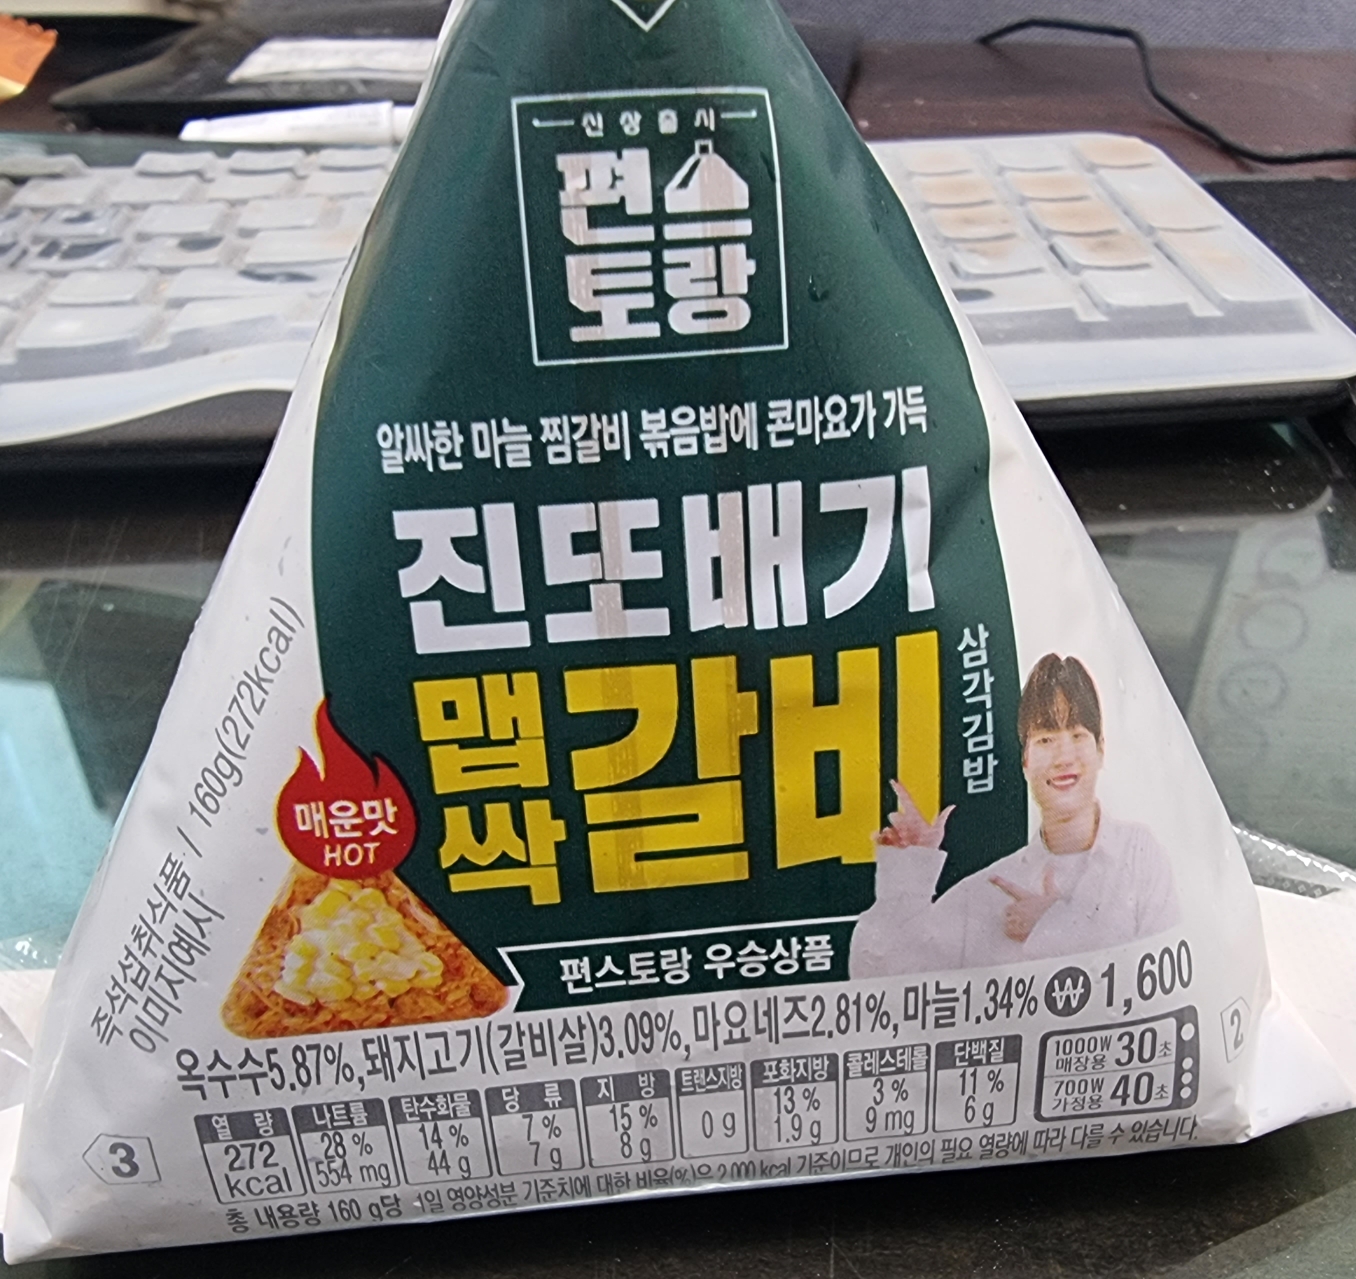 신상출시
편스
토랑
알싸한 마늘 찜갈비 볶음밥에 콘마요가 가득
진또배기
맵싹갈비
삼각김밥
매운맛
HOT
즉석섭취식품 / 160g(272kcal)
이미지예시
편스토랑 우승상품
옥수수5.87%,돼지고기(갈비살)3.09%,마요네즈2.81%,마늘1.34% ₩1,600
열 량 나트륨 탄수화물 당 류 지 방 트랜스지방 포화지방 콜레스테롤 단백질
272 kcal 28 % 554 mg 14 % 44 g 7 % 7 g 15 % 8 g 0 g 13 % 1.9 g 3 % 9 mg 11 % 6 g
1000W 매장용 30초
700W 가정용 40초
총 내용량 160 g당 1일 영양성분 기준치에 대한 비율(%)은 2,000 kcal 기준이므로 개인의 필요 열량에 따라 다를 수 있습니다.
3
2